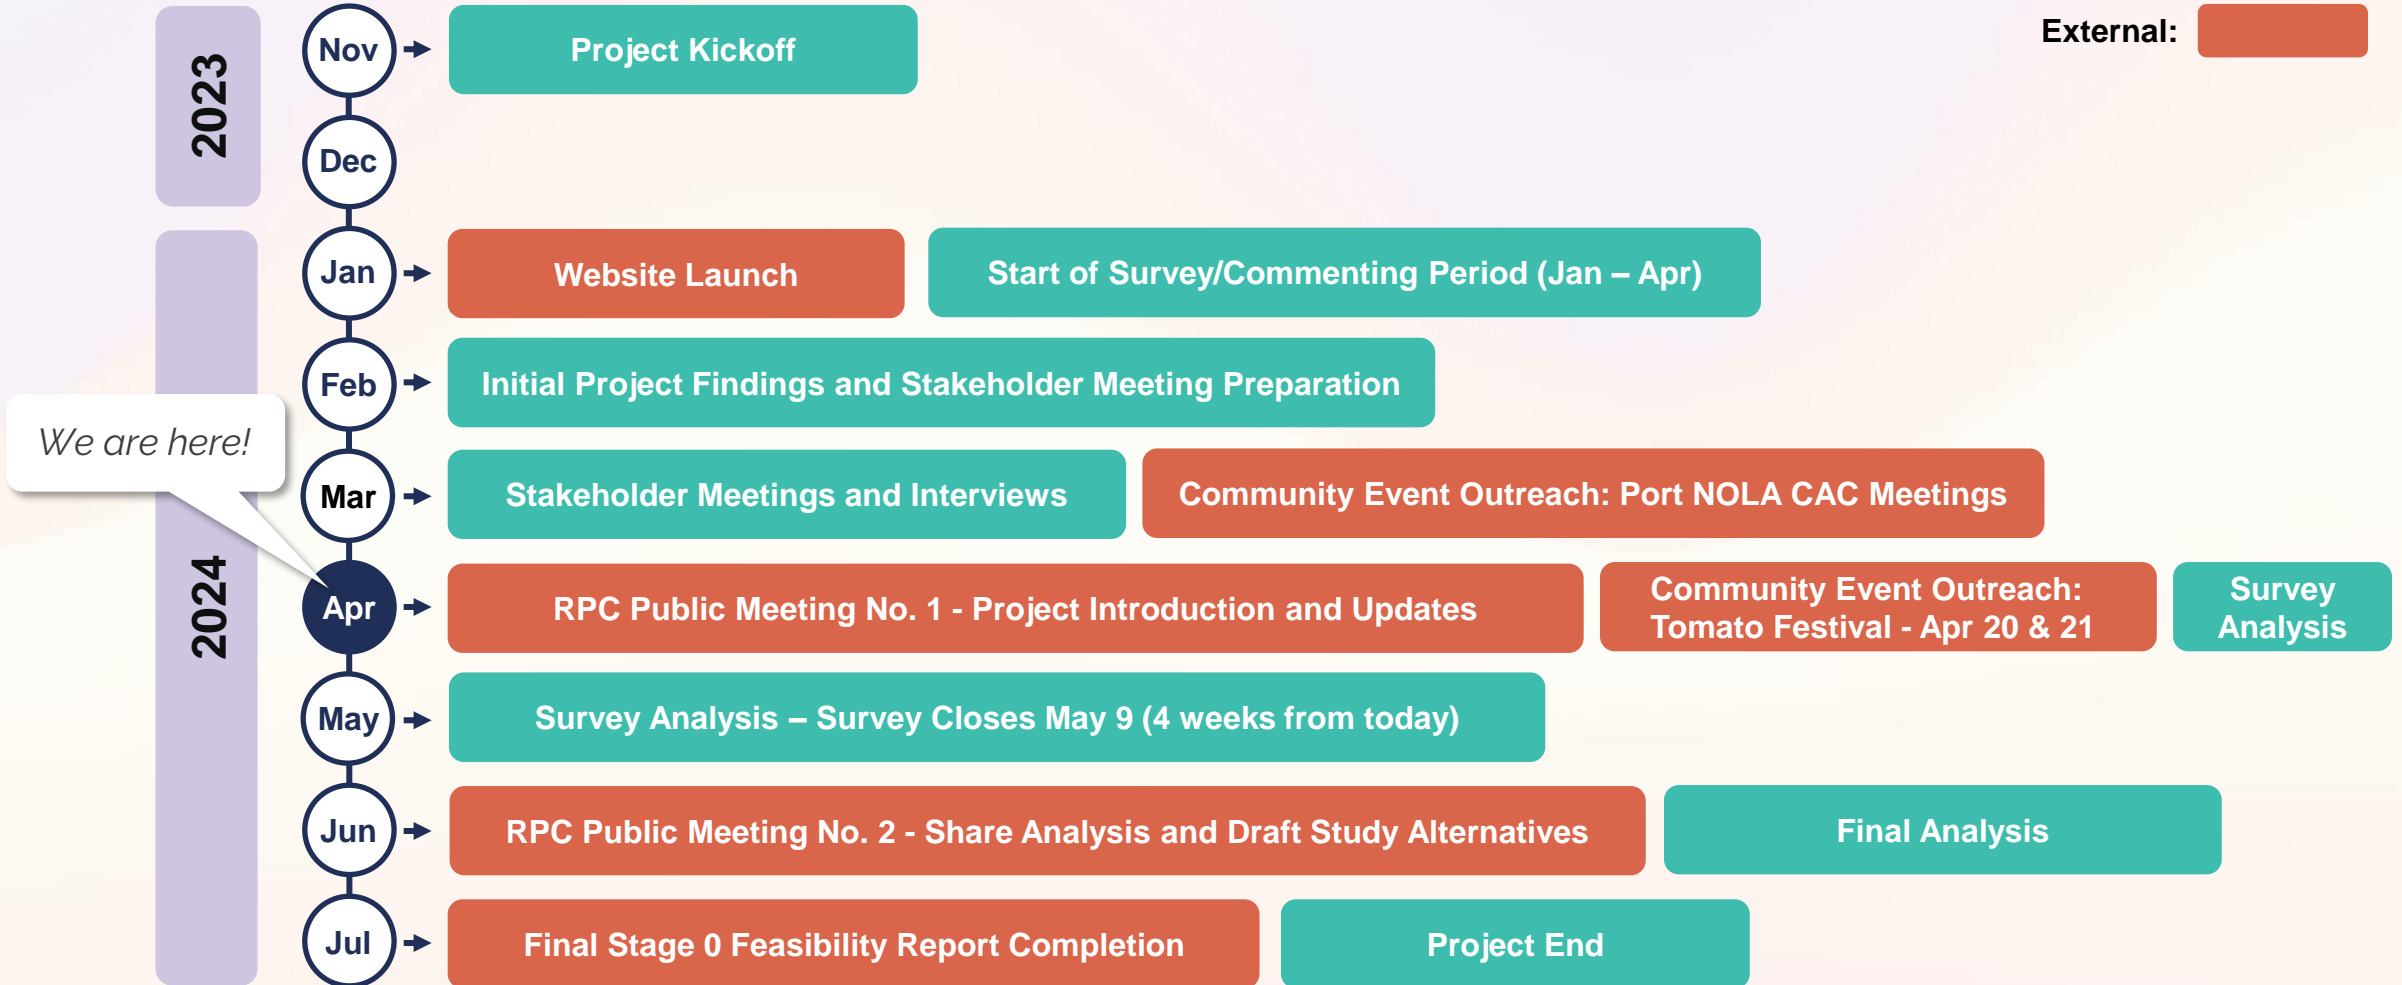 2023
Nov
Project Kickoff
External:
Dec
2024
Jan
Website Launch
Start of Survey/Commenting Period (Jan – Apr)
Feb
Initial Project Findings and Stakeholder Meeting Preparation
We are here!
Mar
Stakeholder Meetings and Interviews
Community Event Outreach: Port NOLA CAC Meetings
Apr
RPC Public Meeting No. 1 - Project Introduction and Updates
Community Event Outreach:
Tomato Festival - Apr 20 & 21
Survey
Analysis
May
Survey Analysis – Survey Closes May 9 (4 weeks from today)
Jun
RPC Public Meeting No. 2 - Share Analysis and Draft Study Alternatives
Final Analysis
Jul
Final Stage 0 Feasibility Report Completion
Project End